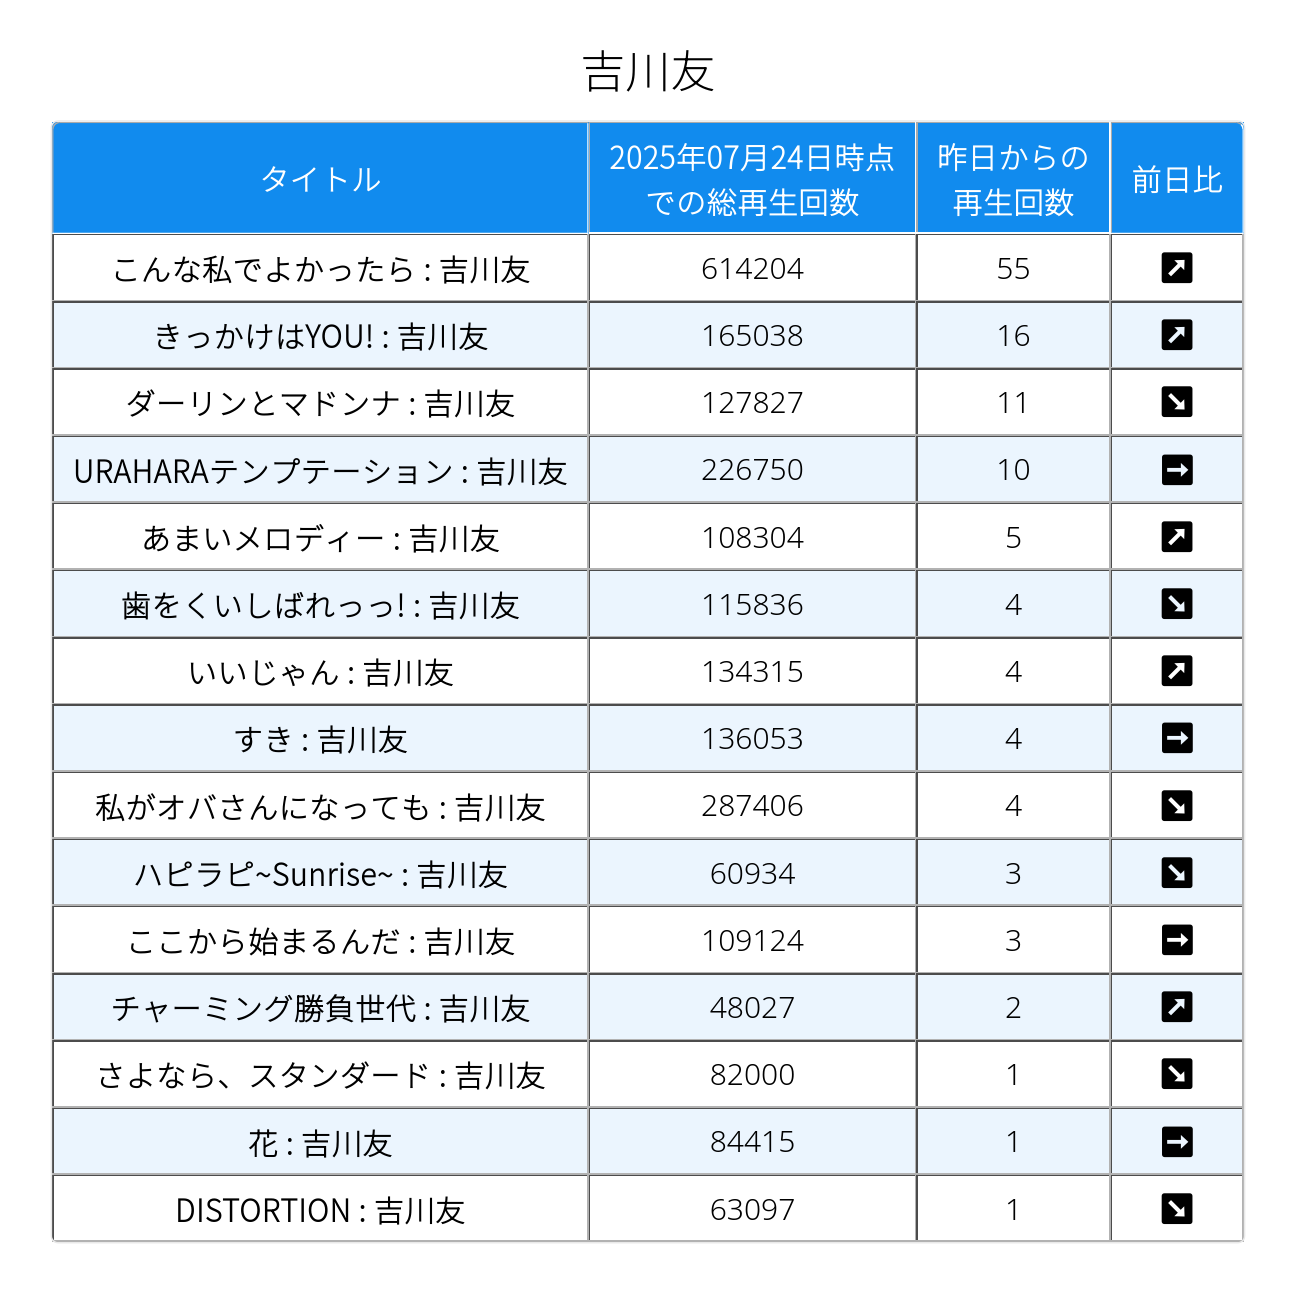 吉川友
タイトル 2025年07月24日時点での総再生回数 昨日からの再生回数 前日比
こんな私でよかったら : 吉川友 614204 55 ↗
きっかけはYOU! : 吉川友 165038 16 ↗
ダーリンとマドンナ : 吉川友 127827 11 ↘
URAHARAテンプテーション : 吉川友 226750 10 →
あまいメロディー : 吉川友 108304 5 ↗
歯をくいしばれっっ! : 吉川友 115836 4 ↘
いいじゃん : 吉川友 134315 4 ↗
すき : 吉川友 136053 4 →
私がオバさんになっても : 吉川友 287406 4 ↘
ハピラピ~Sunrise~ : 吉川友 60934 3 ↘
ここから始まるんだ : 吉川友 109124 3 →
チャーミング勝負世代 : 吉川友 48027 2 ↗
さよなら、スタンダード : 吉川友 82000 1 ↘
花 : 吉川友 84415 1 →
DISTORTION : 吉川友 63097 1 ↘